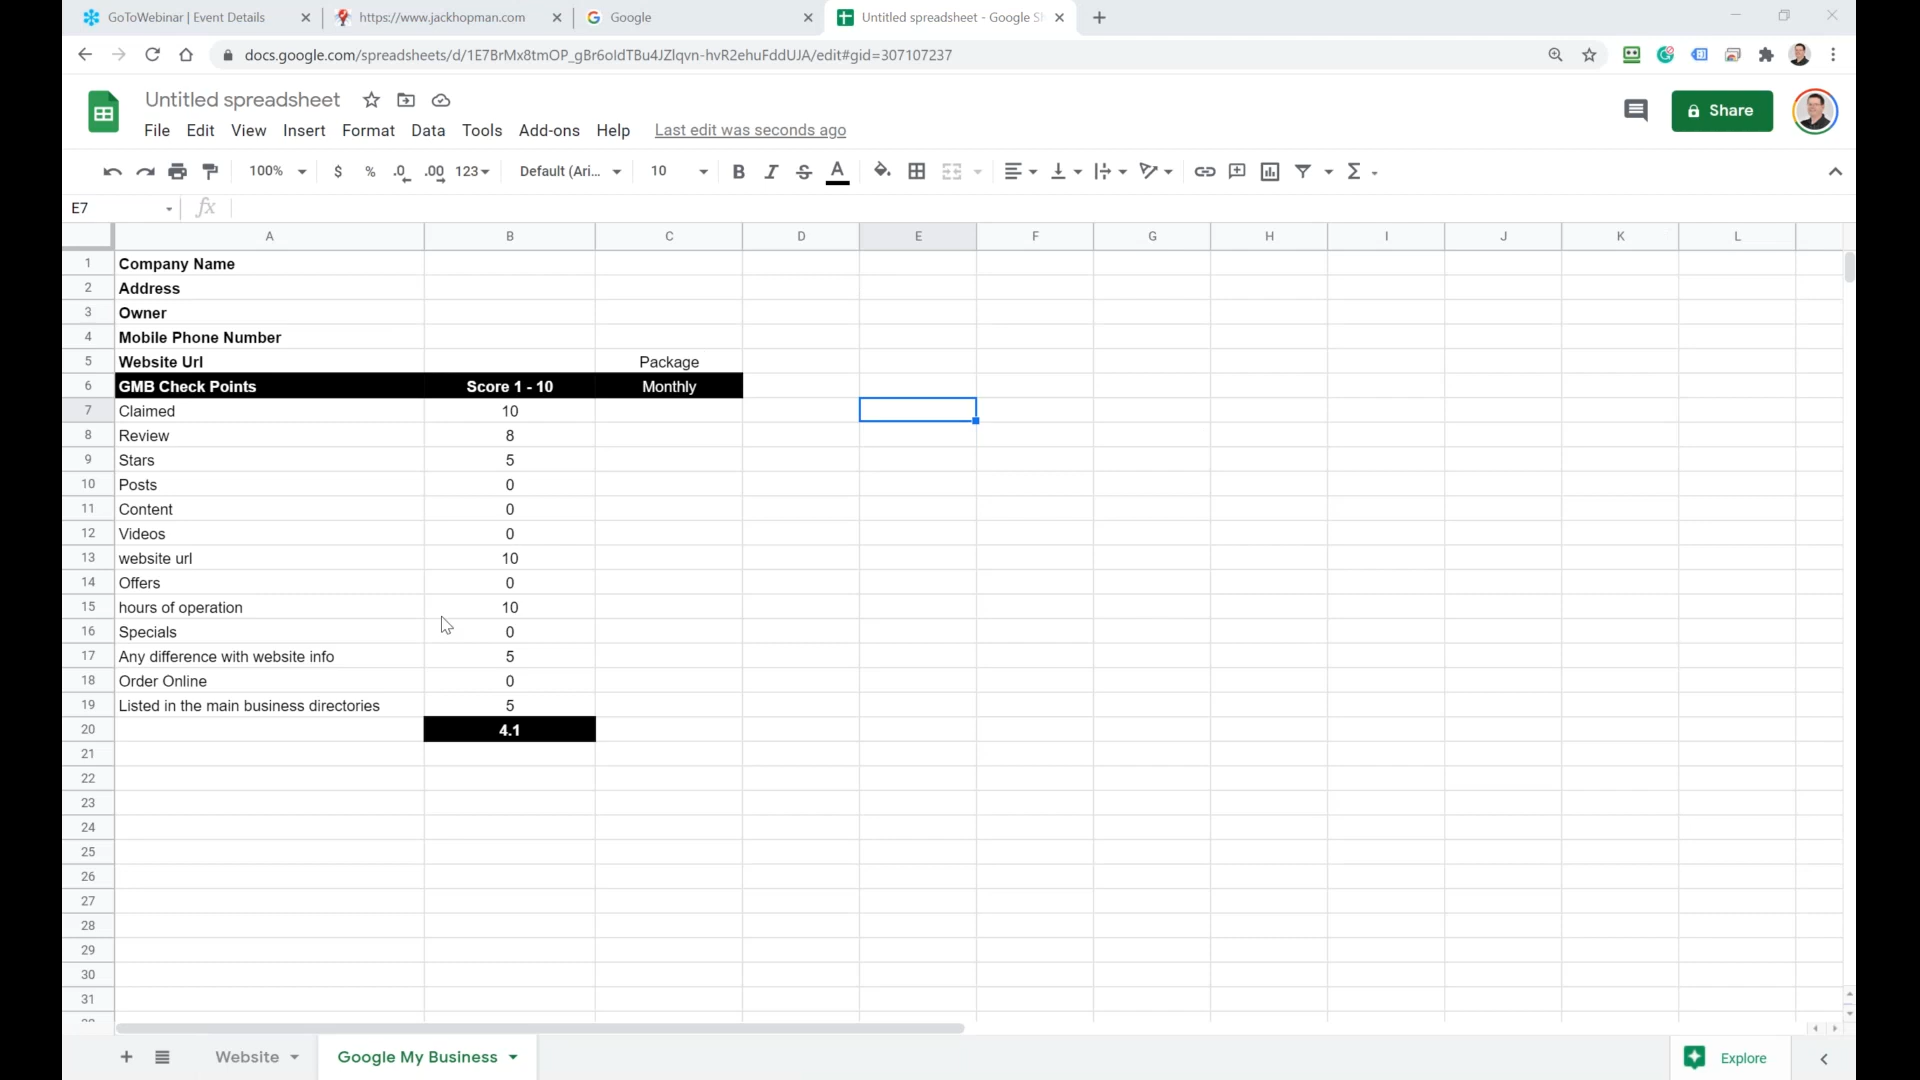 GoToWebinar | Event Details
https://www.jackhopman.com
Google
Untitled spreadsheet - Google Sh
docs.google.com/spreadsheets/d/1E7BrMx8tmOP_gBr6oIdTBu4JZlqvn-hvR2ehuFddUJA/edit#gid=307107237
Untitled spreadsheet
Share
File Edit View Insert Format Data Tools Add-ons Help Last edit was seconds ago
100% $ % .0 .00 123 Default (Ari... 10 B I S A
E7 fx
A B C D E F G H I J K L
1 Company Name
2 Address
3 Owner
4 Mobile Phone Number
5 Website Url Package
6 GMB Check Points Score 1 - 10 Monthly
7 Claimed 10
8 Review 8
9 Stars 5
10 Posts 0
11 Content 0
12 Videos 0
13 website url 10
14 Offers 0
15 hours of operation 10
16 Specials 0
17 Any difference with website info 5
18 Order Online 0
19 Listed in the main business directories 5
20 4.1
21
22
23
24
25
26
27
28
29
30
31
Website Google My Business Explore